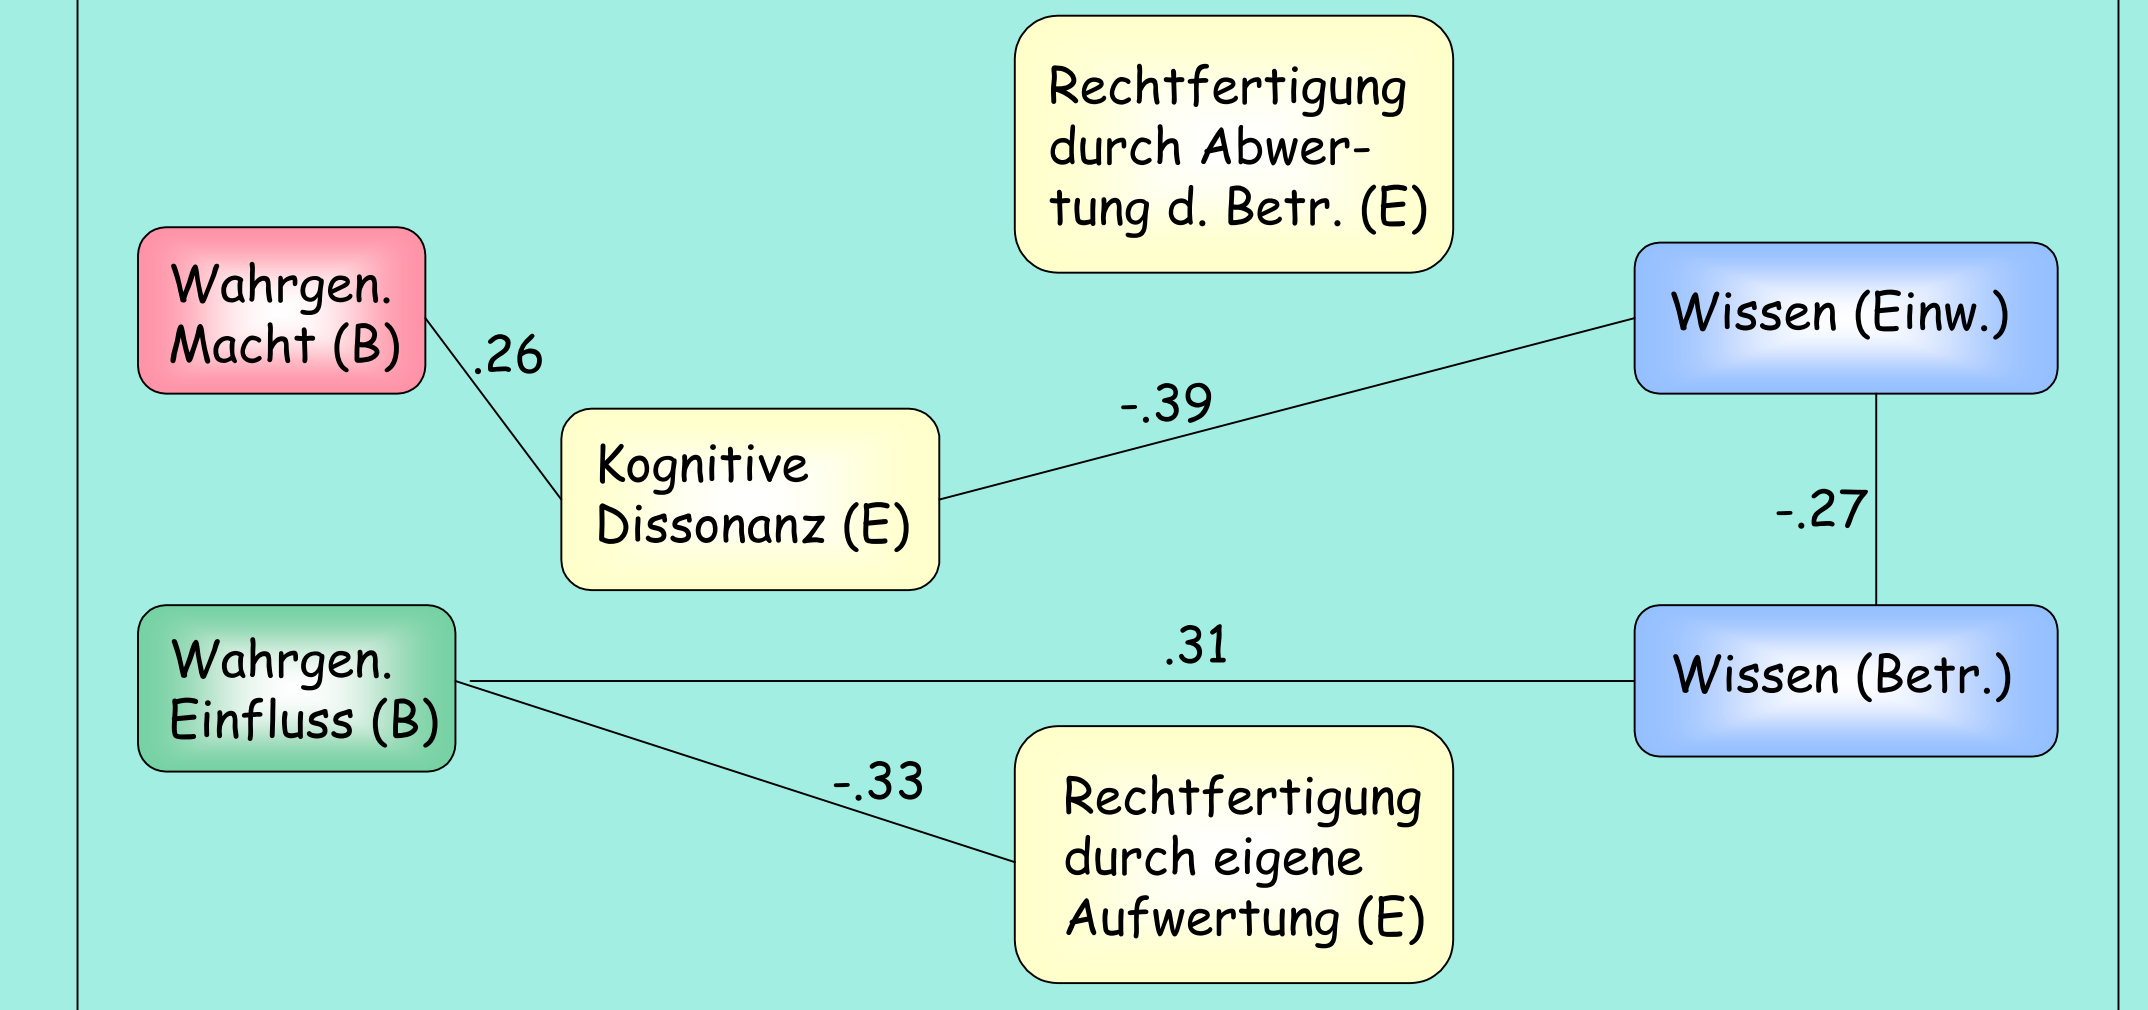 Rechtfertigung
durch Abwer-
tung d. Betr. (E)
Wahrgen.
Macht (B)
.26
Wissen (Einw.)
-.39
Kognitive
Dissonanz (E)
-.27
Wahrgen.
Einfluss (B)
.31
Wissen (Betr.)
-.33
Rechtfertigung
durch eigene
Aufwertung (E)